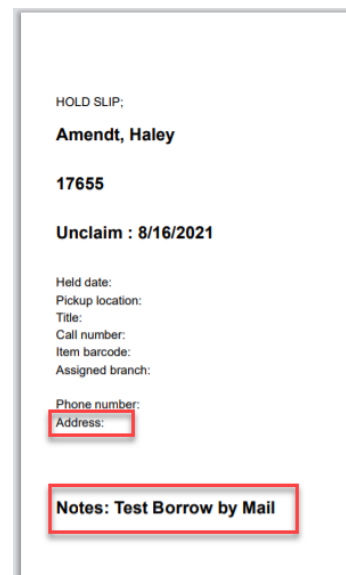 HOLD SLIP;
Amendt, Haley
17655
Unclaim : 8/16/2021
Held date:
Pickup location:
Title:
Call number:
Item barcode:
Assigned branch:
Phone number:
Address:
Notes: Test Borrow by Mail